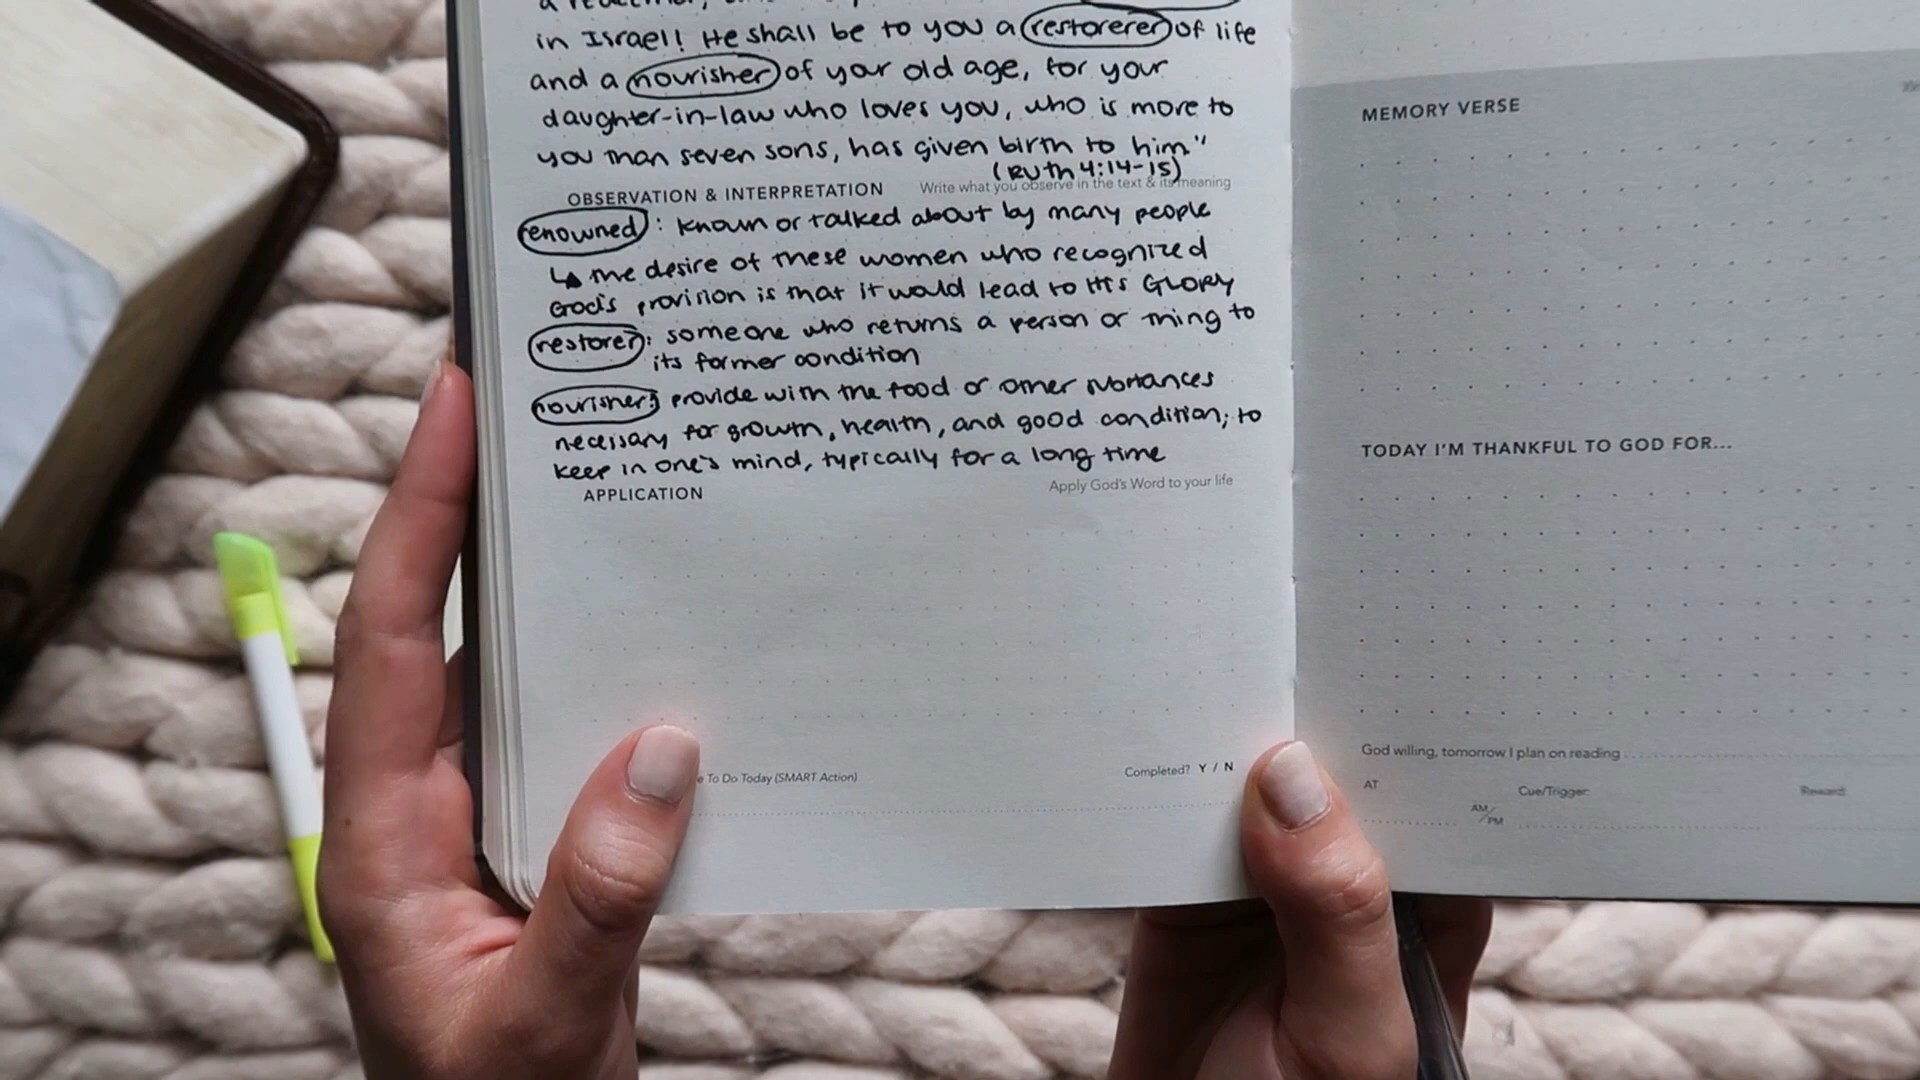 in Israel! He shall be to you a restorerer of life
and a nourisher of your old age, for your
daughter-in-law who loves you, who is more to
you than seven sons, has given birth to him"
(Ruth 4:14-15)
OBSERVATION & INTERPRETATION Write what you observe in the text & its meaning
renowned: known or talked about by many people
↳ the desire of these women who recognized
God's provision is that it would lead to His GLORY
restorer: someone who returns a person or thing to
its former condition
nourisher: provide with the food or other substances
necessary for growth, health, and good condition; to
keep in one's mind, typically for a long time
APPLICATION Apply God's Word to your life
To Do Today (SMART Action) Completed? Y / N
MEMORY VERSE
TODAY I'M THANKFUL TO GOD FOR...
God willing, tomorrow I plan on reading
AT Cue/Trigger: Reward:
AM/PM